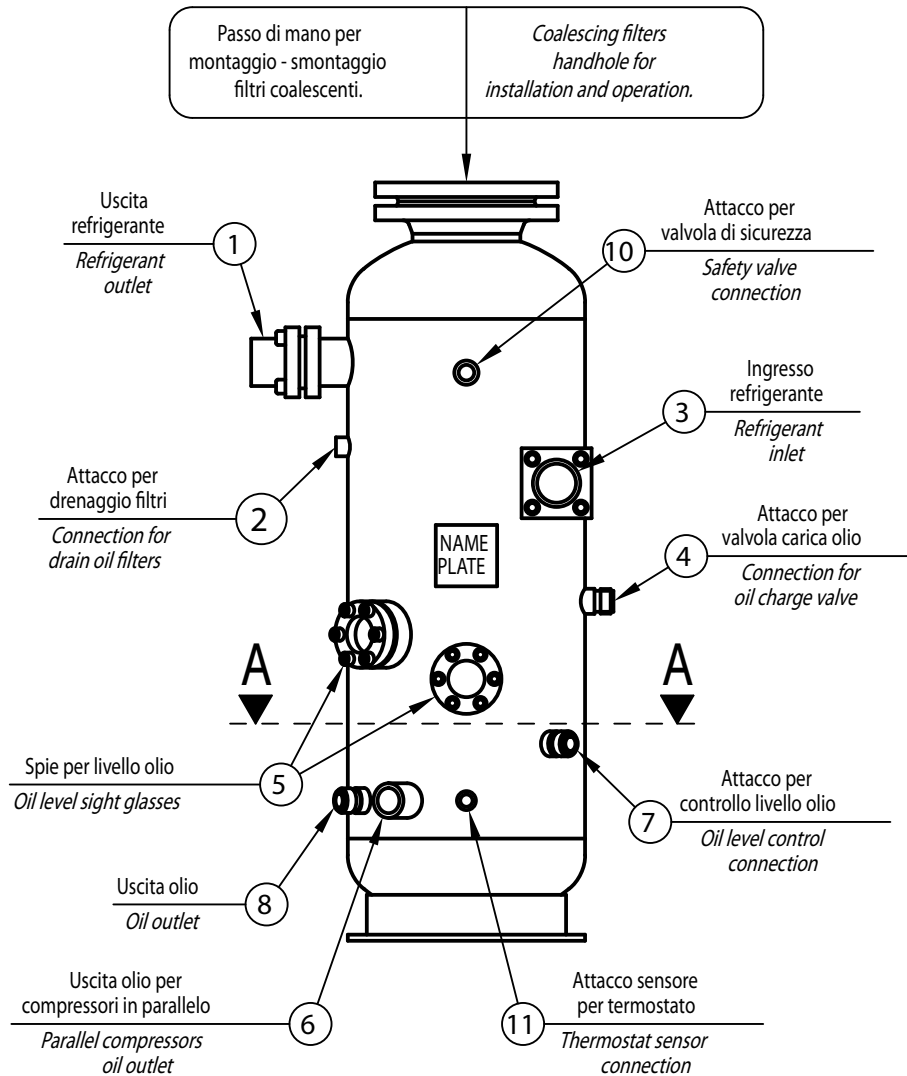 Passo di mano per
montaggio - smontaggio
filtri coalescenti.
Coalescing filters
handhole for
installation and operation.
Uscita
refrigerante
1
Refrigerant
outlet
Attacco per
valvola di sicurezza
10
Safety valve
connection
Ingresso
refrigerante
3
Refrigerant
inlet
Attacco per
drenaggio filtri
2
Connection for
drain oil filters
NAME
PLATE
Attacco per
valvola carica olio
4
Connection for
oil charge valve
A
A
Spie per livello olio
5
Oil level sight glasses
Attacco per
controllo livello olio
7
Oil level control
connection
Uscita olio
8
Oil outlet
Uscita olio per
compressori in parallelo
6
Parallel compressors
oil outlet
Attacco sensore
per termostato
11
Thermostat sensor
connection